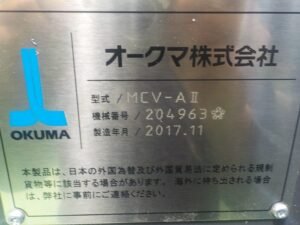 オークマ株式会社
OKUMA
型式 / MCV-AⅡ
機械番号 / 204963☆
製造年月 / 2017.11
本製品は、日本の外国為替及び外国貿易法に定められる規制
貨物等に該当する場合があります。海外に持ち出される場合
は、弊社に事前にご連絡ください。